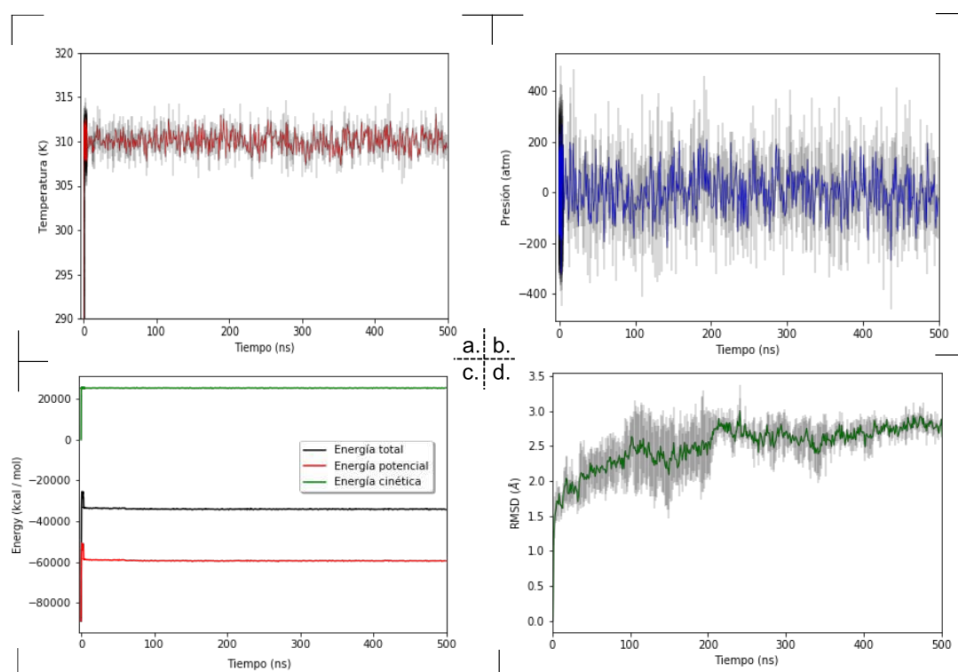 320
315
310
305
300
295
290
Temperatura (K)
0 100 200 300 400 500
Tiempo (ns)
400
200
0
−200
−400
Presión (atm)
0 100 200 300 400 500
Tiempo (ns)
a. b.
c. d.
20000
0
−20000
−40000
−60000
−80000
Energy (kcal / mol)
Energía total
Energía potencial
Energía cinética
0 100 200 300 400 500
Tiempo (ns)
3.5
3.0
2.5
2.0
1.5
1.0
0.5
0.0
RMSD (Å)
0 100 200 300 400 500
Tiempo (ns)